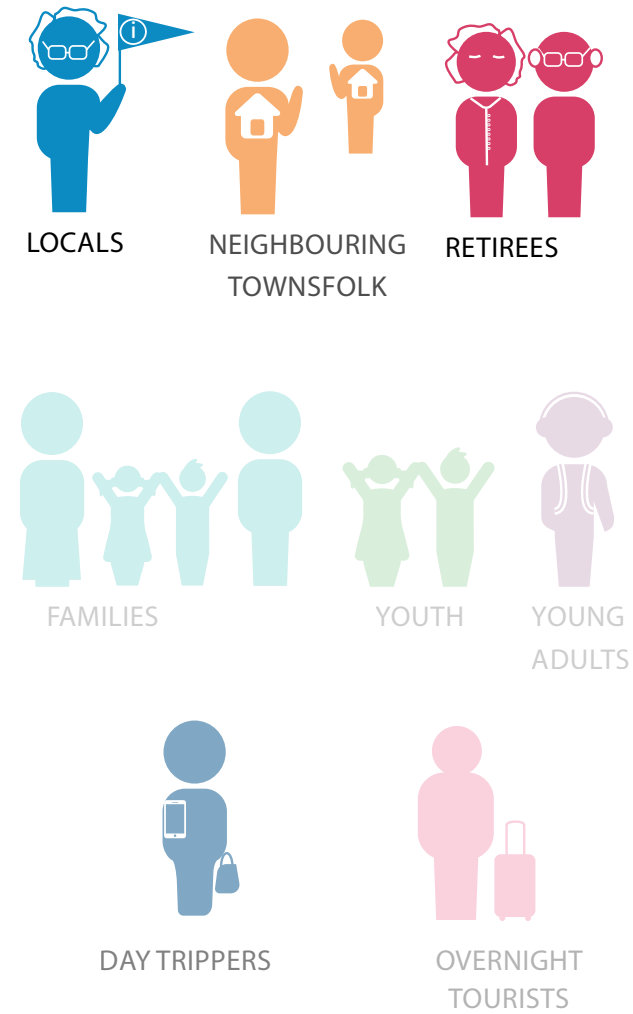 i
LOCALS
NEIGHBOURING
TOWNSFOLK
RETIREES
FAMILIES
YOUTH
YOUNG
ADULTS
DAY TRIPPERS
OVERNIGHT
TOURISTS